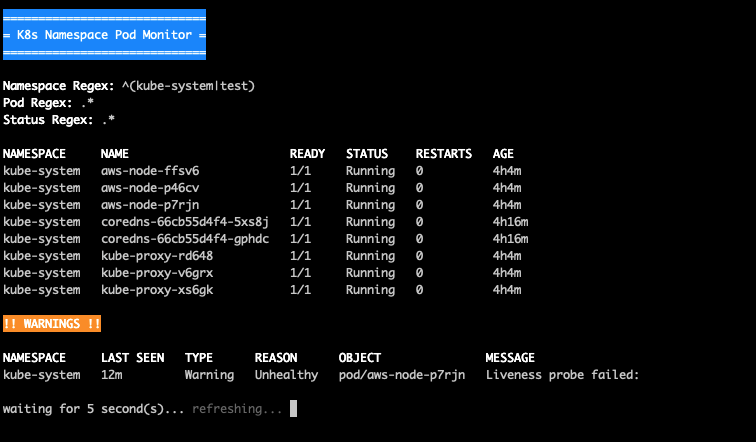 = K8s Namespace Pod Monitor =
Namespace Regex: ^(kube-system|test)
Pod Regex: .*
Status Regex: .*
NAMESPACE NAME READY STATUS RESTARTS AGE
kube-system aws-node-ffsv6 1/1 Running 0 4h4m
kube-system aws-node-p46cv 1/1 Running 0 4h4m
kube-system aws-node-p7rjn 1/1 Running 0 4h4m
kube-system coredns-66cb55d4f4-5xs8j 1/1 Running 0 4h16m
kube-system coredns-66cb55d4f4-gphdc 1/1 Running 0 4h16m
kube-system kube-proxy-rd648 1/1 Running 0 4h4m
kube-system kube-proxy-v6grx 1/1 Running 0 4h4m
kube-system kube-proxy-xs6gk 1/1 Running 0 4h4m
!! WARNINGS !!
NAMESPACE LAST SEEN TYPE REASON OBJECT MESSAGE
kube-system 12m Warning Unhealthy pod/aws-node-p7rjn Liveness probe failed:
waiting for 5 second(s)... refreshing...